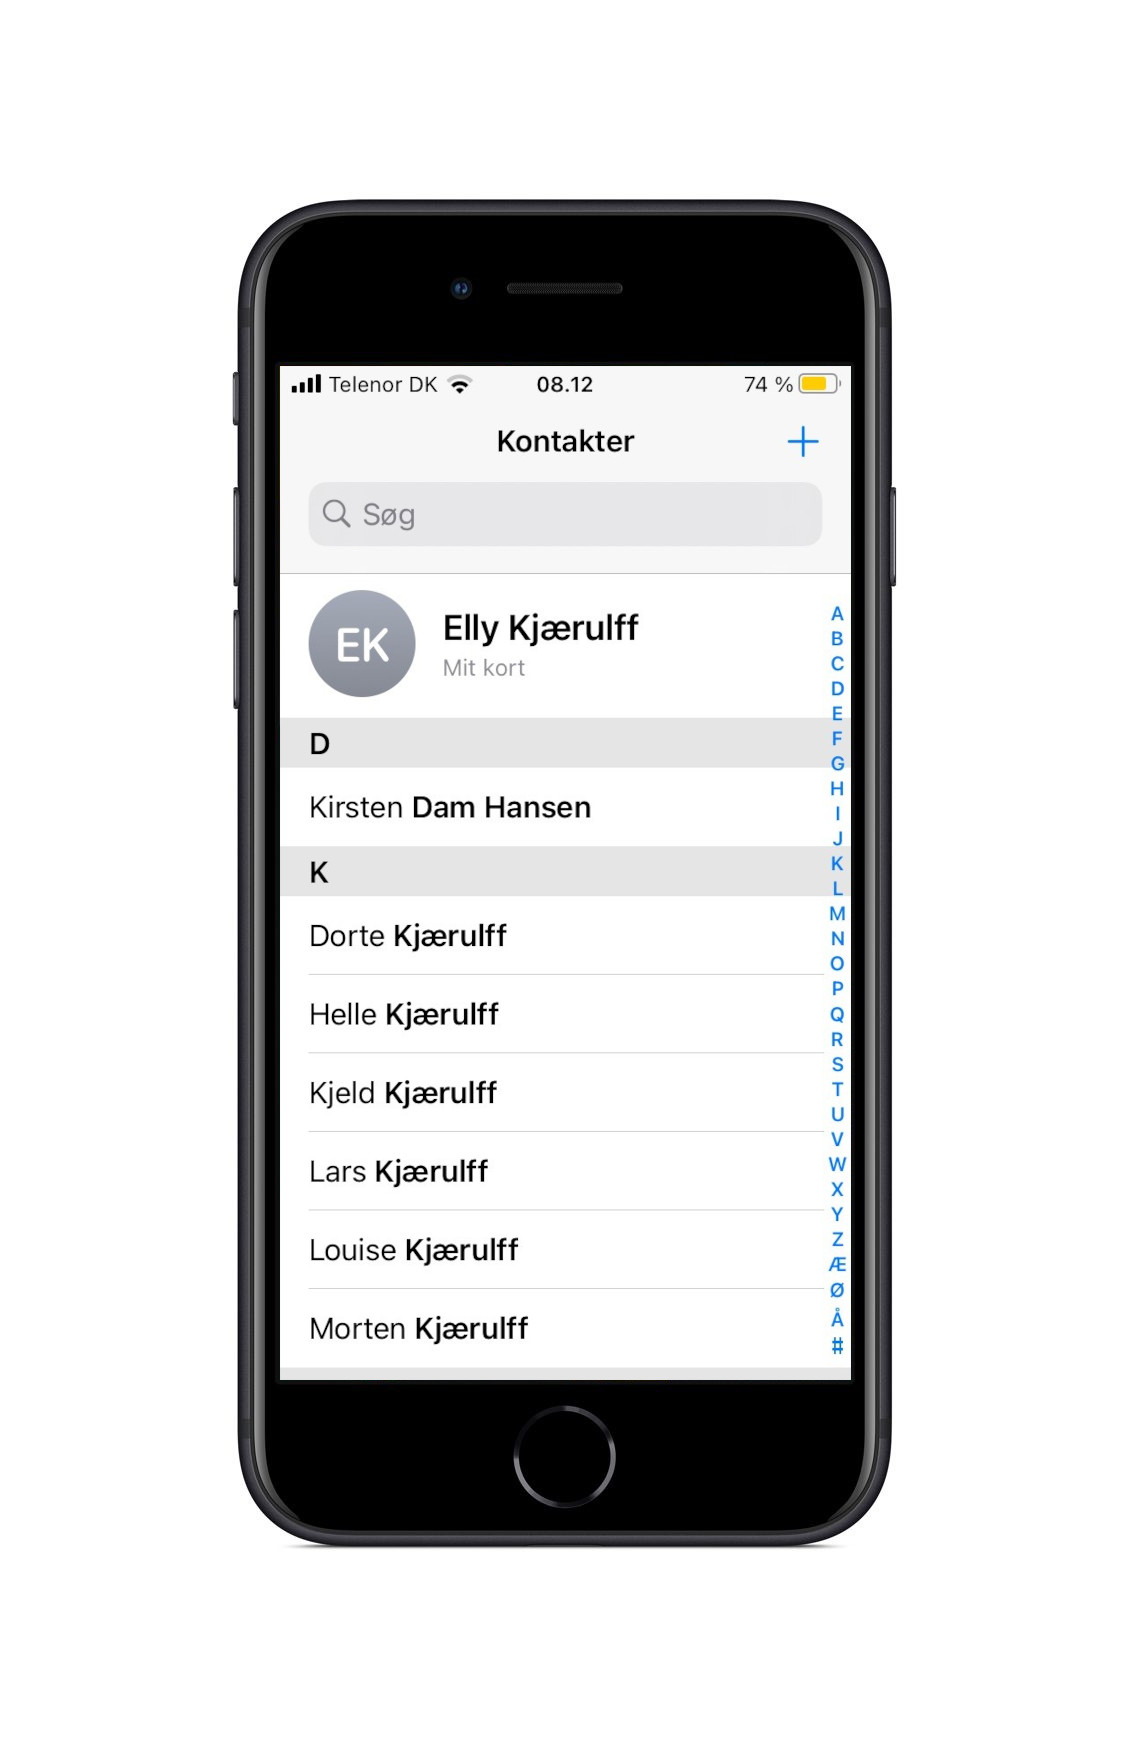 Telenor DK 08.12 74 %
Kontakter +
Søg
EK
Elly Kjærulff
Mit kort
D
Kirsten Dam Hansen
K
Dorte Kjærulff
Helle Kjærulff
Kjeld Kjærulff
Lars Kjærulff
Louise Kjærulff
Morten Kjærulff
A
B
C
D
E
F
G
H
I
J
K
L
M
N
O
P
Q
R
S
T
U
V
W
X
Y
Z
Æ
Ø
Å
#